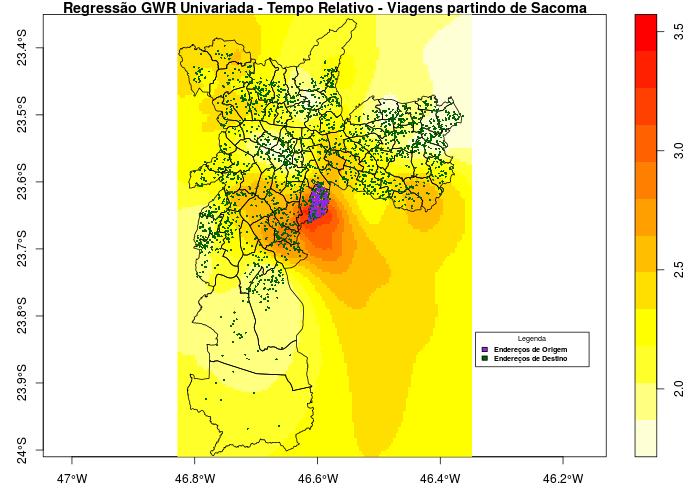 Regressão GWR Univariada - Tempo Relativo - Viagens partindo de Sacoma
23.4°S
23.5°S
23.6°S
23.7°S
23.8°S
23.9°S
24°S
47°W
46.8°W
46.6°W
46.4°W
46.2°W
Legenda
Endereços de Origem
Endereços de Destino
3.5
3.0
2.5
2.0